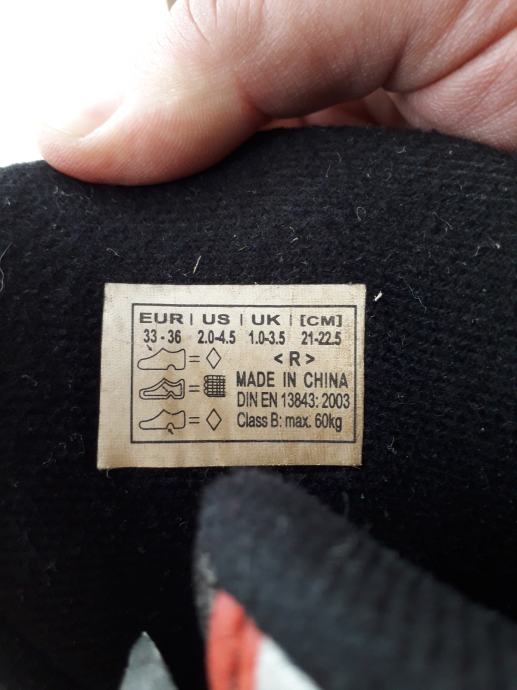 EUR | US | UK | [CM]
33 - 36 2.0-4.5 1.0-3.5 21-22.5
= <R>
= MADE IN CHINA
DIN EN 13843: 2003
= Class B: max. 60kg